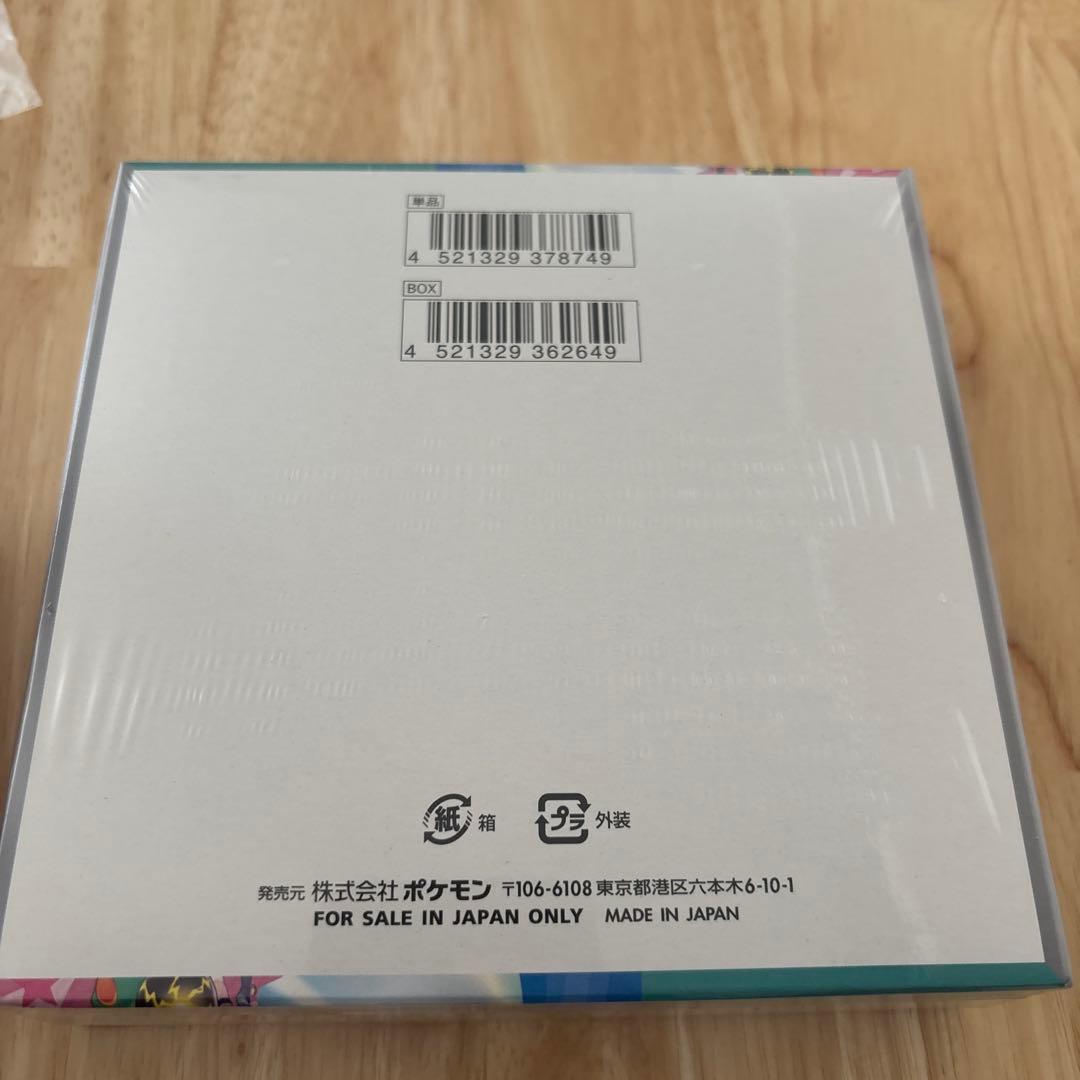 単品
4 521329 378749
BOX
4 521329 362649
紙 箱 プラ 外装
発売元 株式会社ポケモン 〒106-6108 東京都港区六本木6-10-1
FOR SALE IN JAPAN ONLY MADE IN JAPAN